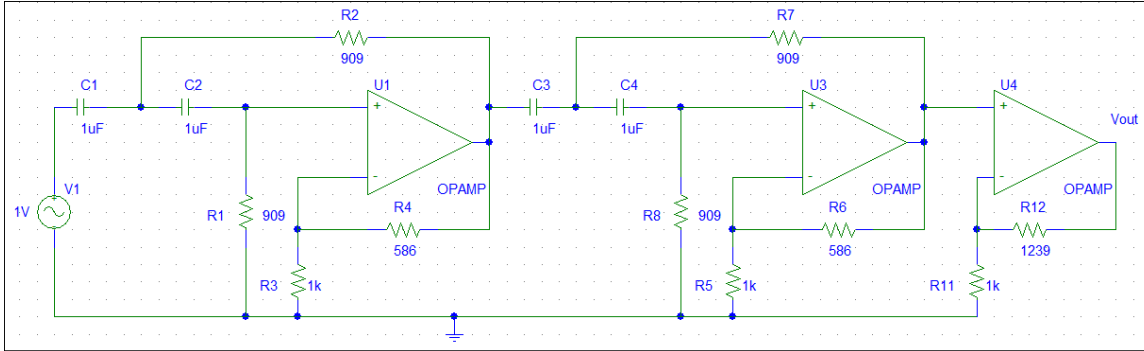 R2
909
R7
909
C1
1uF
C2
1uF
U1
+
-
OPAMP
C3
1uF
C4
1uF
U3
+
-
OPAMP
U4
+
-
OPAMP
Vout
V1
1V
+
-
R1
909
R4
586
R3
1k
R8
909
R6
586
R5
1k
R12
1239
R11
1k